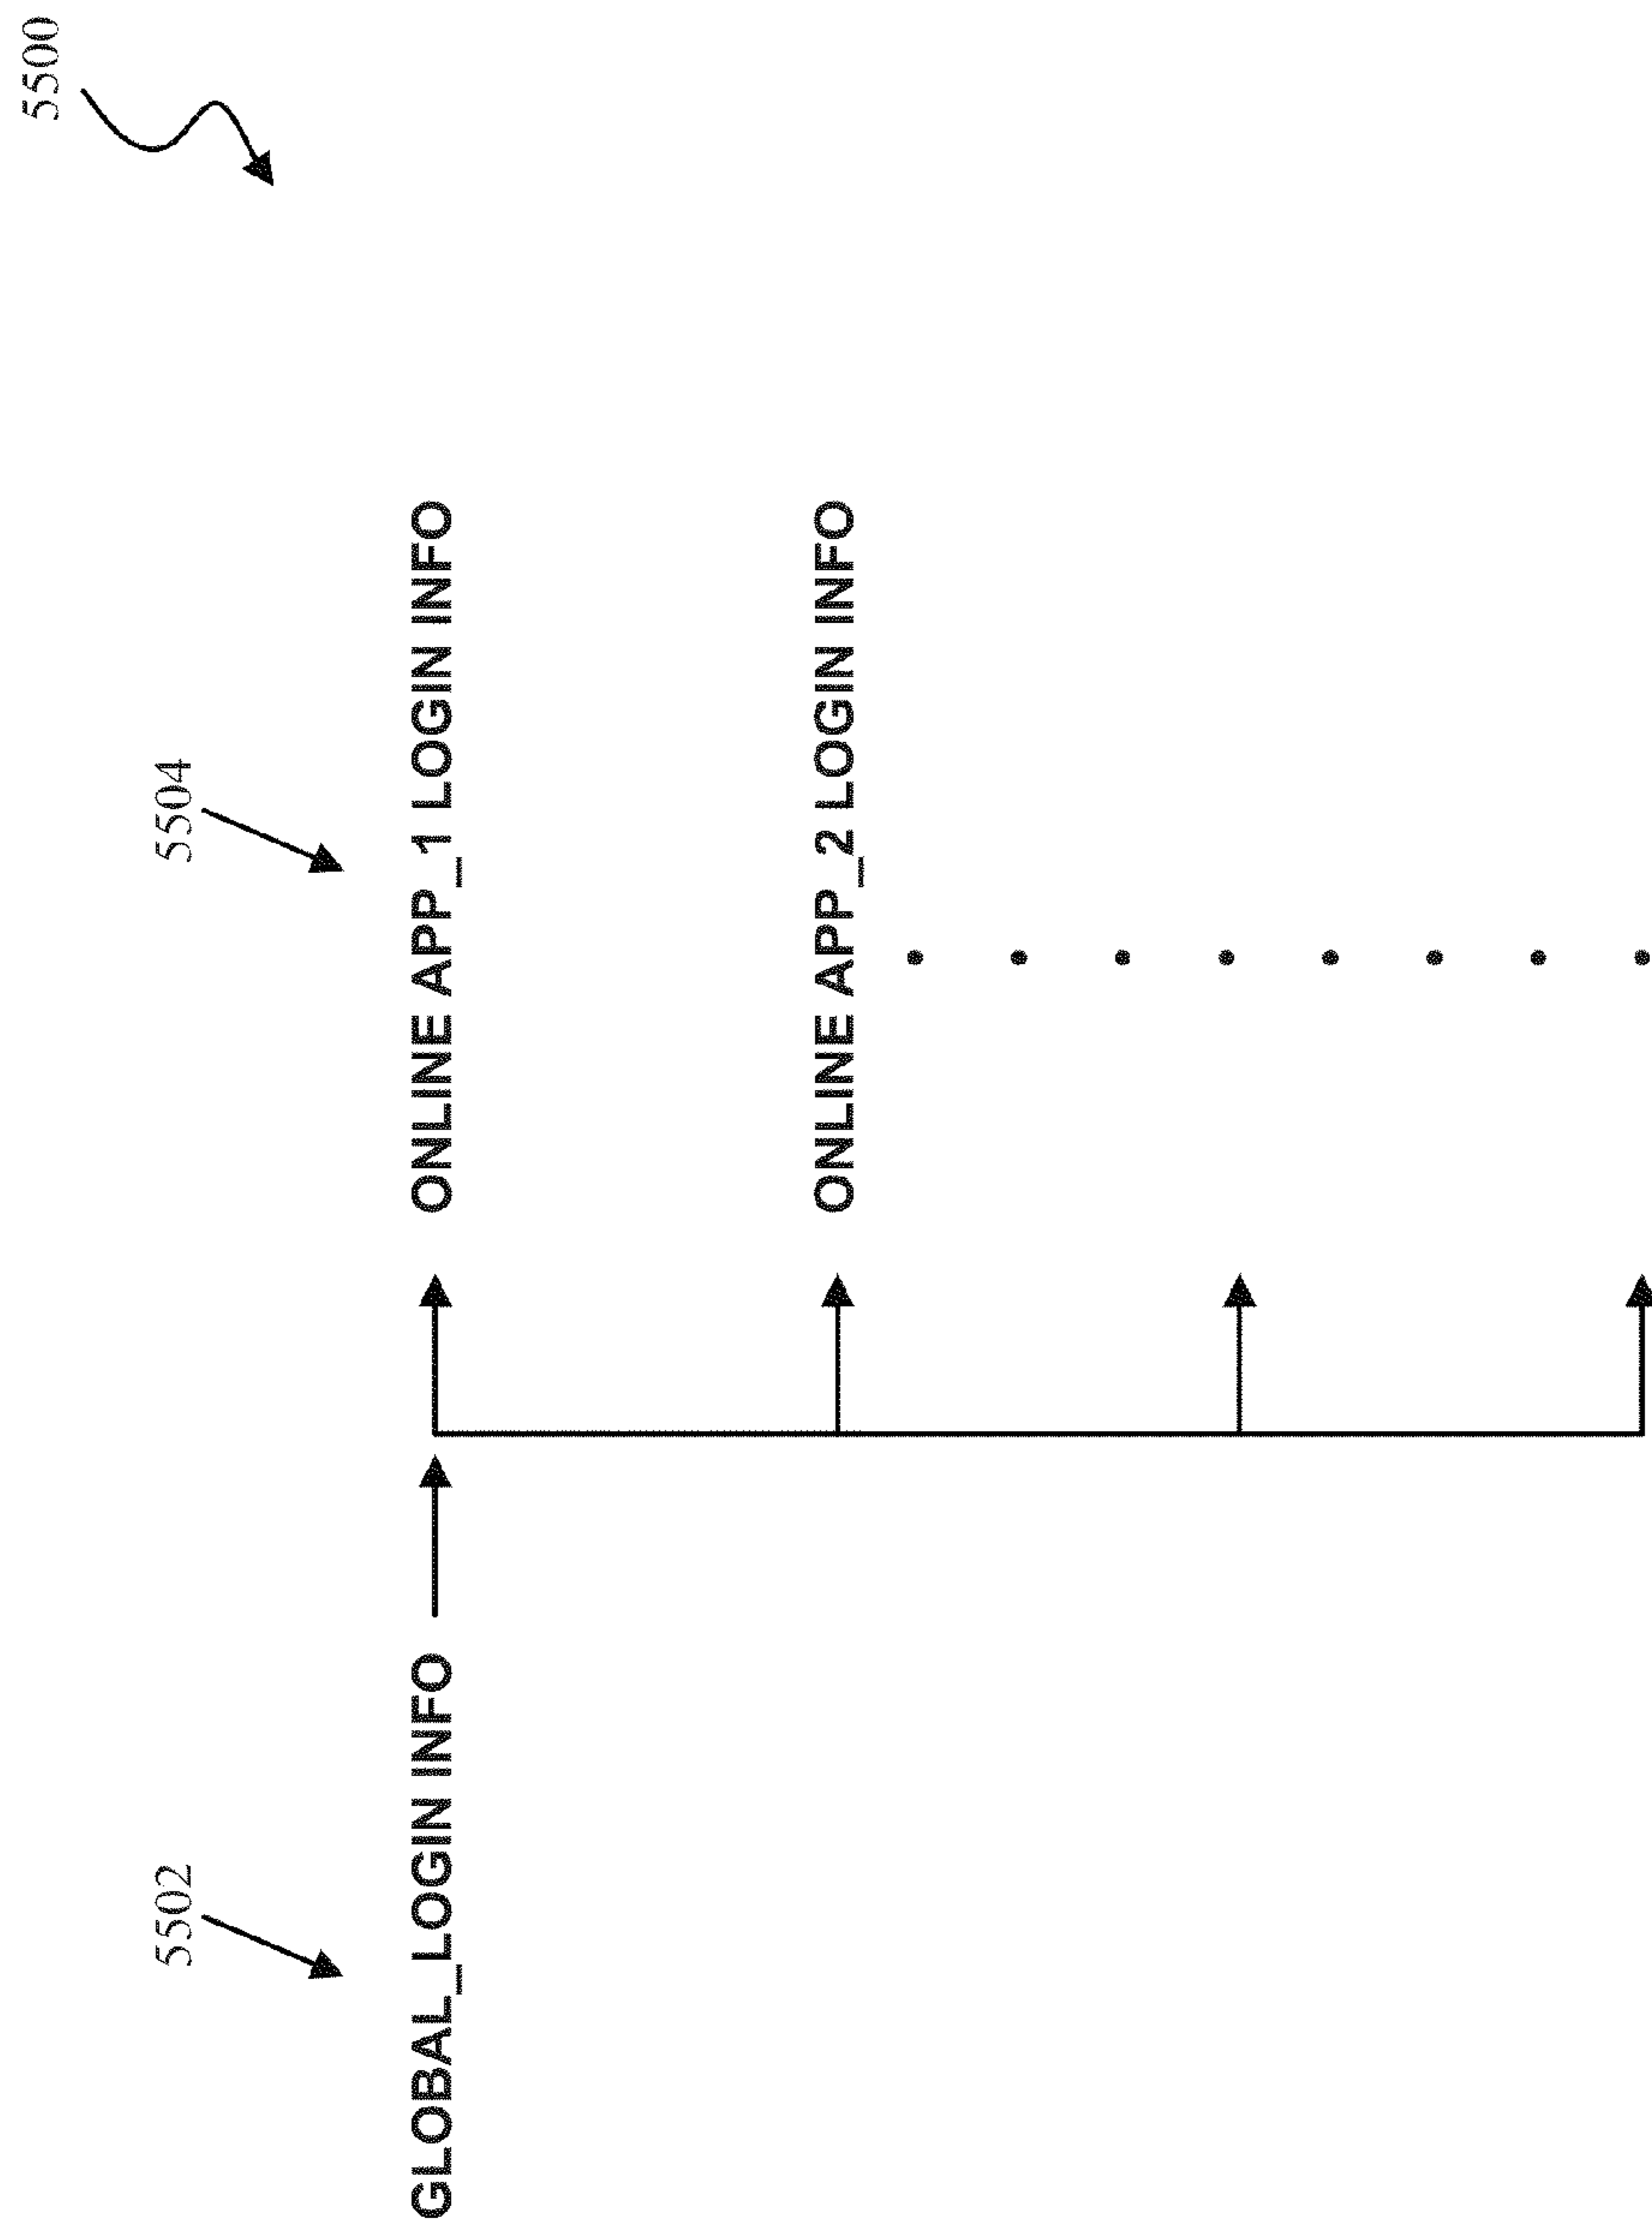 5500
5502
5504
GLOBAL_LOGIN INFO
ONLINE APP_1 LOGIN INFO
ONLINE APP_2 LOGIN INFO